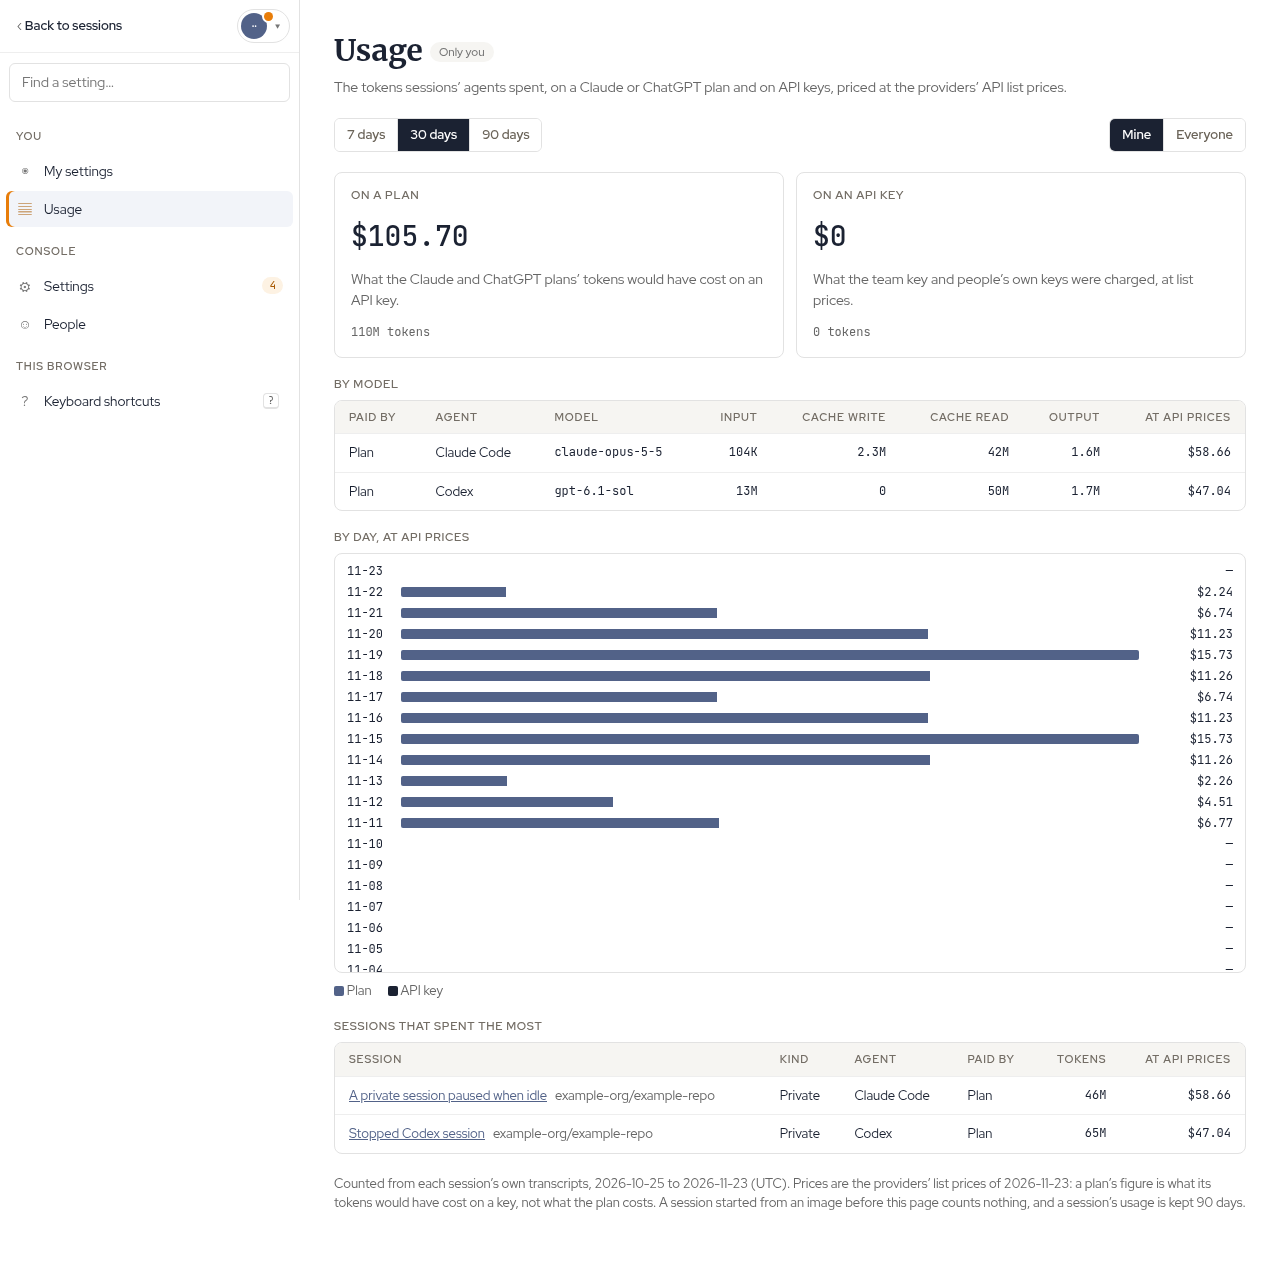 ‹ Back to sessions
Find a setting...
YOU
My settings
Usage
CONSOLE
Settings 4
People
THIS BROWSER
? Keyboard shortcuts ?
Usage Only you
The tokens sessions’ agents spent, on a Claude or ChatGPT plan and on API keys, priced at the providers’ API list prices.
7 days 30 days 90 days Mine Everyone
ON A PLAN
$105.70
What the Claude and ChatGPT plans’ tokens would have cost on an
API key.
110M tokens
ON AN API KEY
$0
What the team key and people’s own keys were charged, at list
prices.
0 tokens
BY MODEL
PAID BY AGENT MODEL INPUT CACHE WRITE CACHE READ OUTPUT AT API PRICES
Plan Claude Code claude-opus-5-5 104K 2.3M 42M 1.6M $58.66
Plan Codex gpt-6.1-sol 13M 0 50M 1.7M $47.04
BY DAY, AT API PRICES
11-23 —
11-22 $2.24
11-21 $6.74
11-20 $11.23
11-19 $15.73
11-18 $11.26
11-17 $6.74
11-16 $11.23
11-15 $15.73
11-14 $11.26
11-13 $2.26
11-12 $4.51
11-11 $6.77
11-10 —
11-09 —
11-08 —
11-07 —
11-06 —
11-05 —
11-04 —
Plan API key
SESSIONS THAT SPENT THE MOST
SESSION KIND AGENT PAID BY TOKENS AT API PRICES
A private session paused when idle example-org/example-repo Private Claude Code Plan 46M $58.66
Stopped Codex session example-org/example-repo Private Codex Plan 65M $47.04
Counted from each session’s own transcripts, 2026-10-25 to 2026-11-23 (UTC). Prices are the providers’ list prices of 2026-11-23: a plan’s figure is what its
tokens would have cost on a key, not what the plan costs. A session started from an image before this page counts nothing, and a session’s usage is kept 90 days.